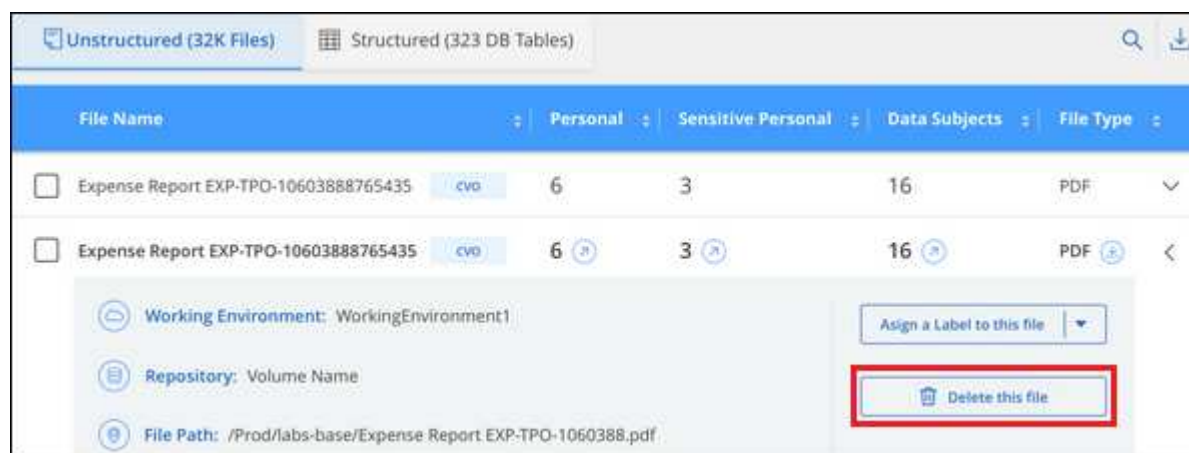 Unstructured (32K Files) Structured (323 DB Tables)
File Name Personal Sensitive Personal Data Subjects File Type
Expense Report EXP-TPO-10603888765435 CVO 6 3 16 PDF
Expense Report EXP-TPO-10603888765435 CVO 6 3 16 PDF
Working Environment: WorkingEnvironment1
Asign a Label to this file
Repository: Volume Name
Delete this file
File Path: /Prod/labs-base/Expense Report EXP-TPO-1060388.pdf